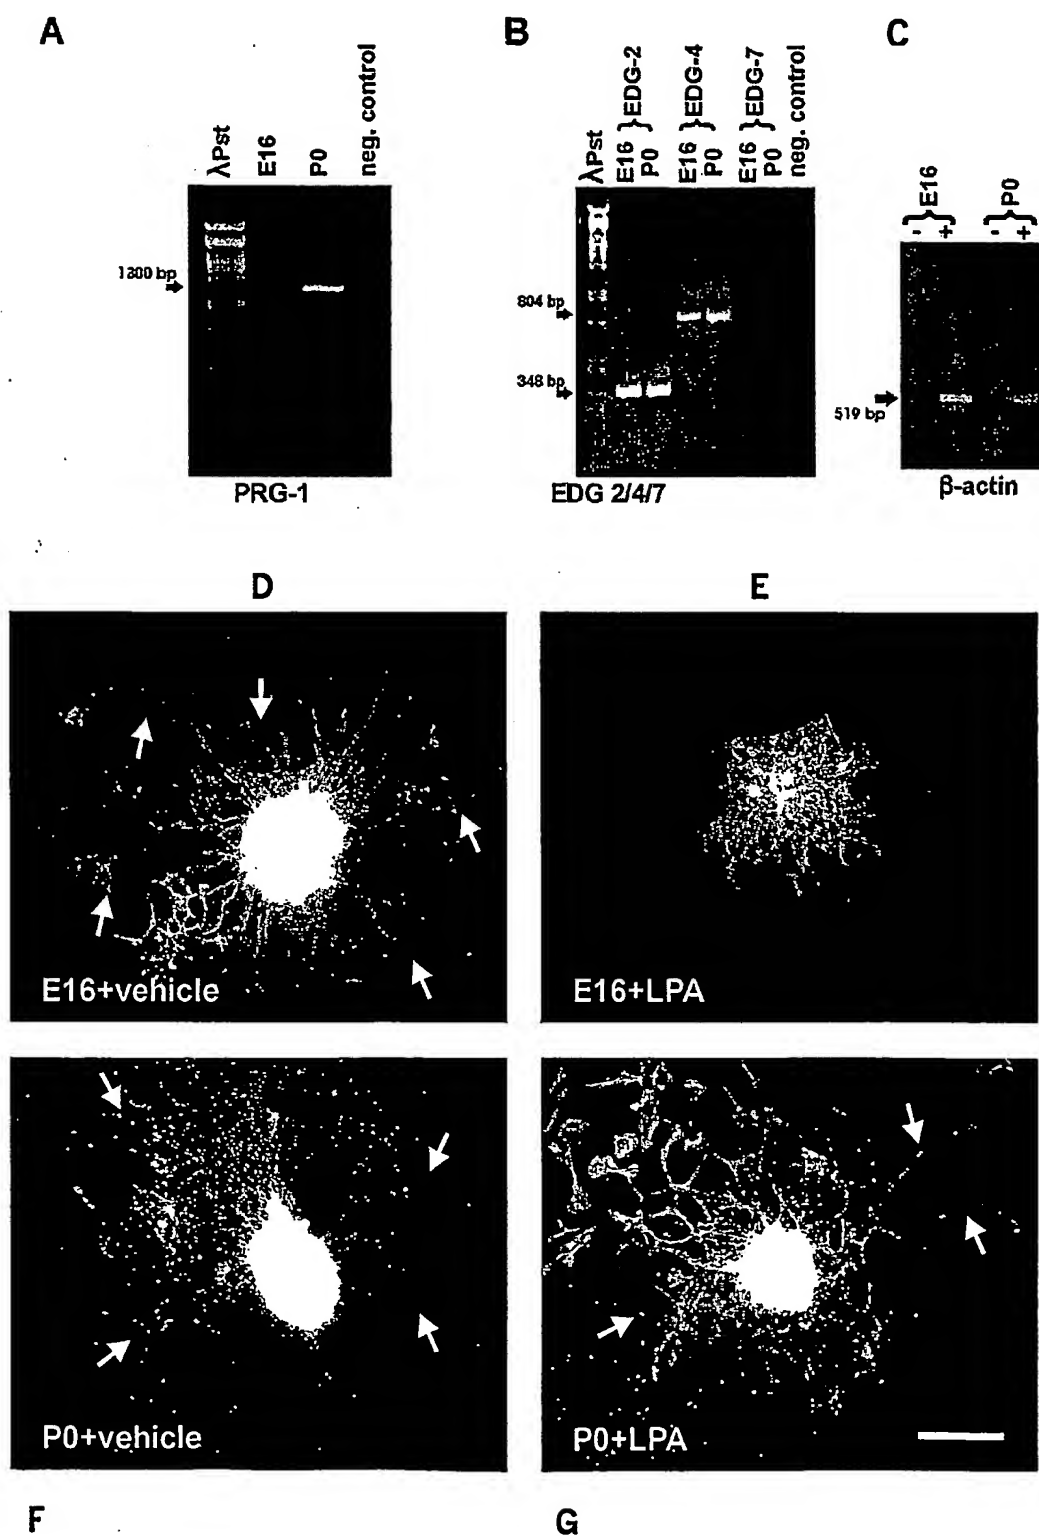 A
B
C
λPst
E16
P0
neg. control
1300 bp
PRG-1
λPst
E16
P0
}EDG-2
E16
P0
}EDG-4
E16
P0
}EDG-7
neg. control
804 bp
348 bp
EDG 2/4/7
E16
P0
- + - +
519 bp
β-actin
D
E
E16+vehicle
E16+LPA
P0+vehicle
P0+LPA
F
G